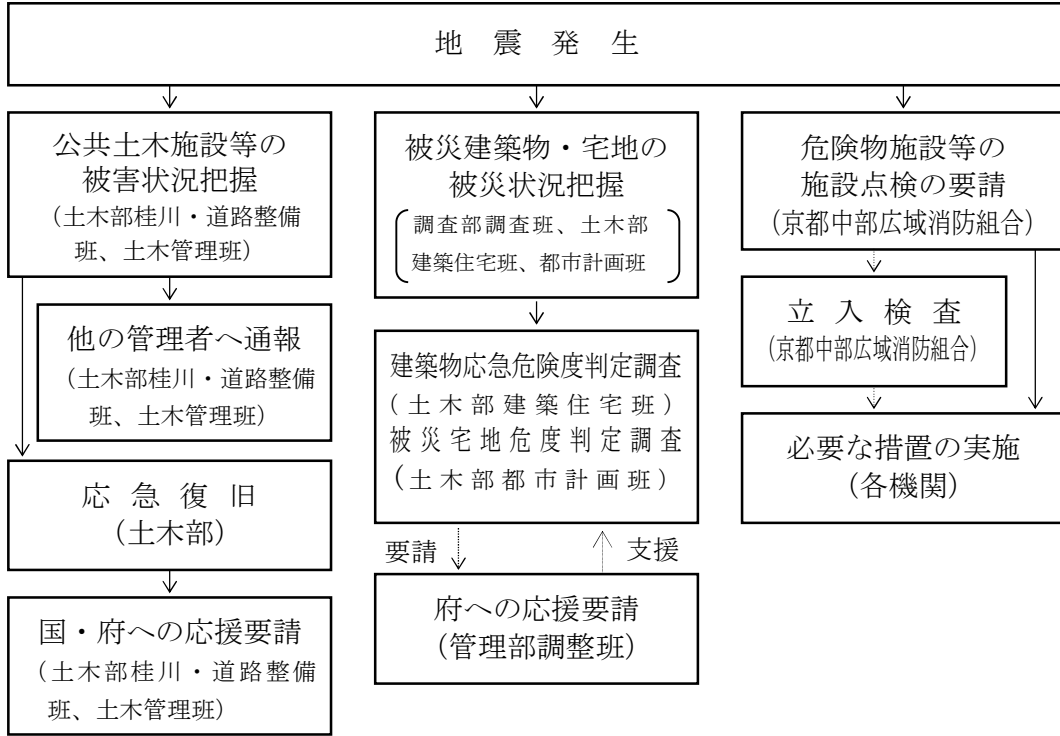 地震発生
公共土木施設等の
被害状況把握
（土木部桂川・道路整備
班、土木管理班）
他の管理者へ通報
（土木部桂川・道路整備
班、土木管理班）
応急復旧
（土木部）
国・府への応援要請
（土木部桂川・道路整備
班、土木管理班）
被災建築物・宅地の
被災状況把握
調査部調査班、土木部
建築住宅班、都市計画班
建築物応急危険度判定調査
（土木部建築住宅班）
被災宅地危度判定調査
（土木部都市計画班）
要請
支援
府への応援要請
（管理部調整班）
危険物施設等の
施設点検の要請
（京都中部広域消防組合）
立入検査
（京都中部広域消防組合）
必要な措置の実施
（各機関）